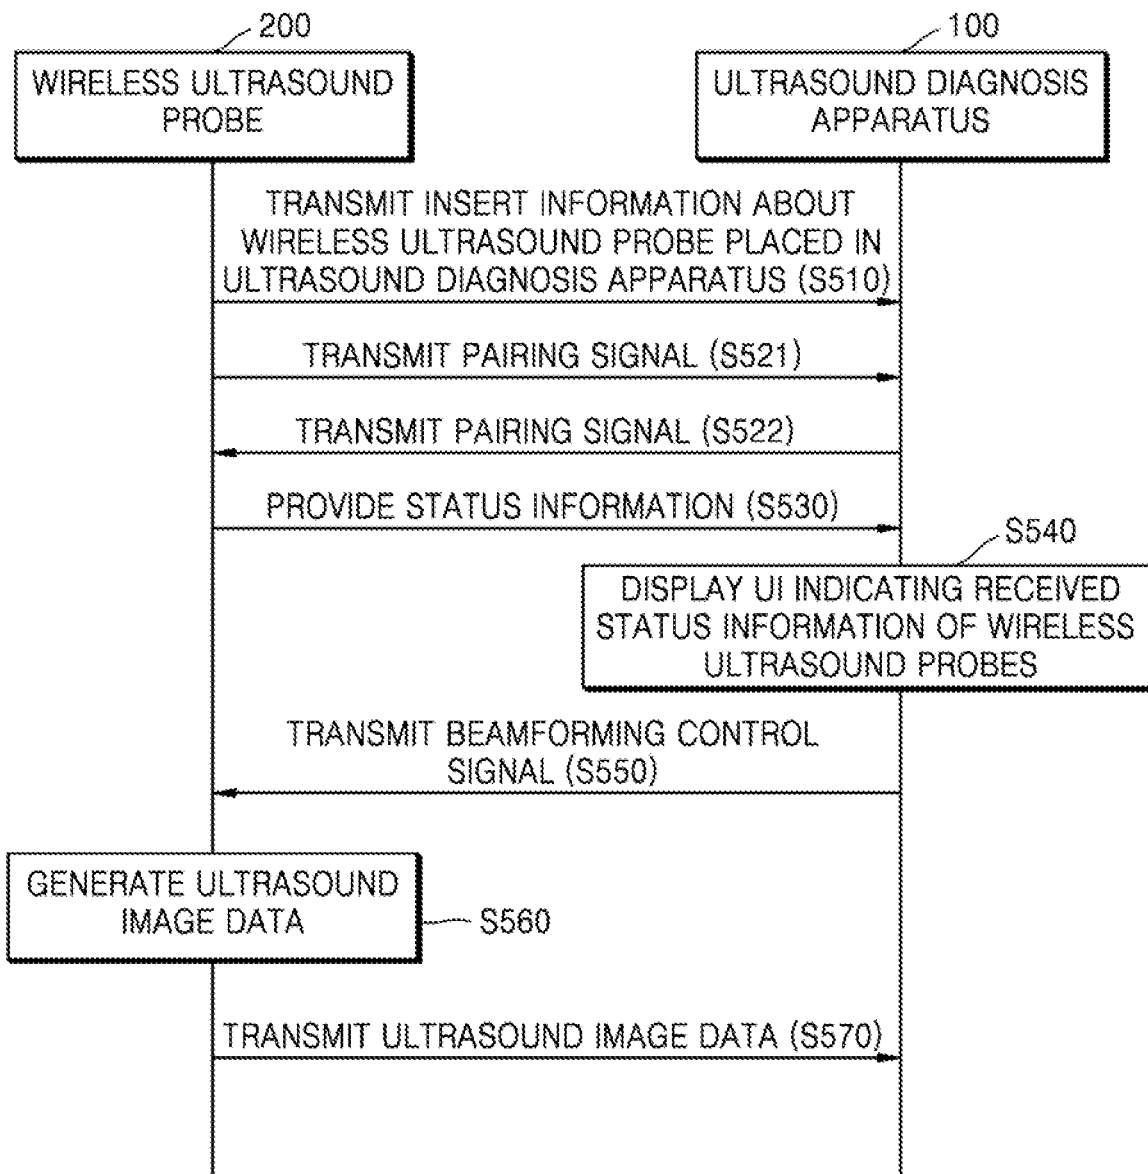 200
100
WIRELESS ULTRASOUND
PROBE
ULTRASOUND DIAGNOSIS
APPARATUS
TRANSMIT INSERT INFORMATION ABOUT
WIRELESS ULTRASOUND PROBE PLACED IN
ULTRASOUND DIAGNOSIS APPARATUS (S510)
TRANSMIT PAIRING SIGNAL (S521)
TRANSMIT PAIRING SIGNAL (S522)
PROVIDE STATUS INFORMATION (S530)
S540
DISPLAY UI INDICATING RECEIVED
STATUS INFORMATION OF WIRELESS
ULTRASOUND PROBES
TRANSMIT BEAMFORMING CONTROL
SIGNAL (S550)
GENERATE ULTRASOUND
IMAGE DATA
S560
TRANSMIT ULTRASOUND IMAGE DATA (S570)